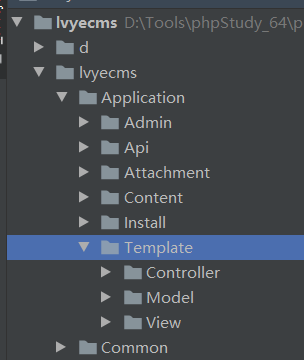 lvyecms D:\Tools\phpStudy_64\p
d
lvyecms
Application
Admin
Api
Attachment
Content
Install
Template
Controller
Model
View
Common